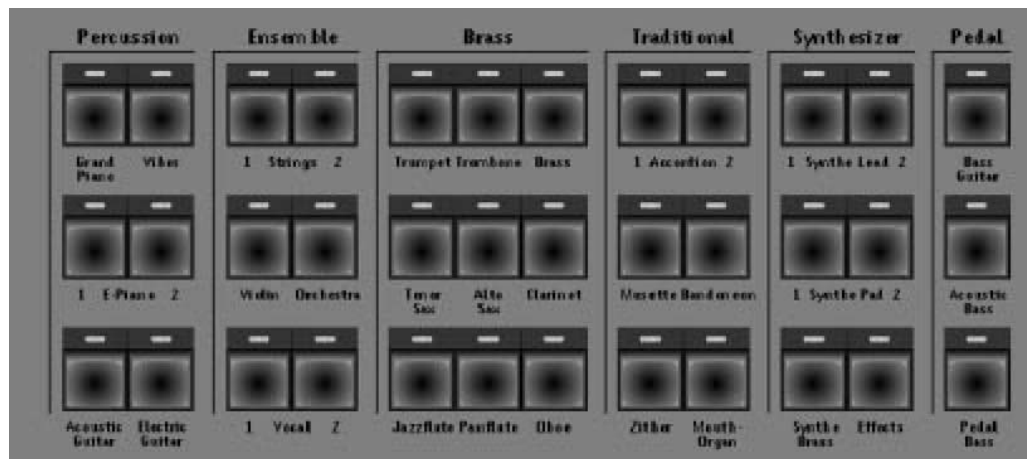 Percussion Ensemble Brass Traditional Synthesizer Pedal
Grand Vibes 1 Strings 2 Trumpet Trombone Brass 1 Accordion 2 1 Synthe Lead 2 Bass
Piano Guitar
1 E-Piano 2 Violin Orchestra Tenor Alto Clarinet Musette Bandoneon 1 Synthe Pad 2 Acoustic
Sax Sax Bass
Acoustic Electric 1 Vocal 2 Jazzflute Panflute Oboe Zither Mouth- Synthe Effects Pedal
Guitar Guitar Organ Brass Bass